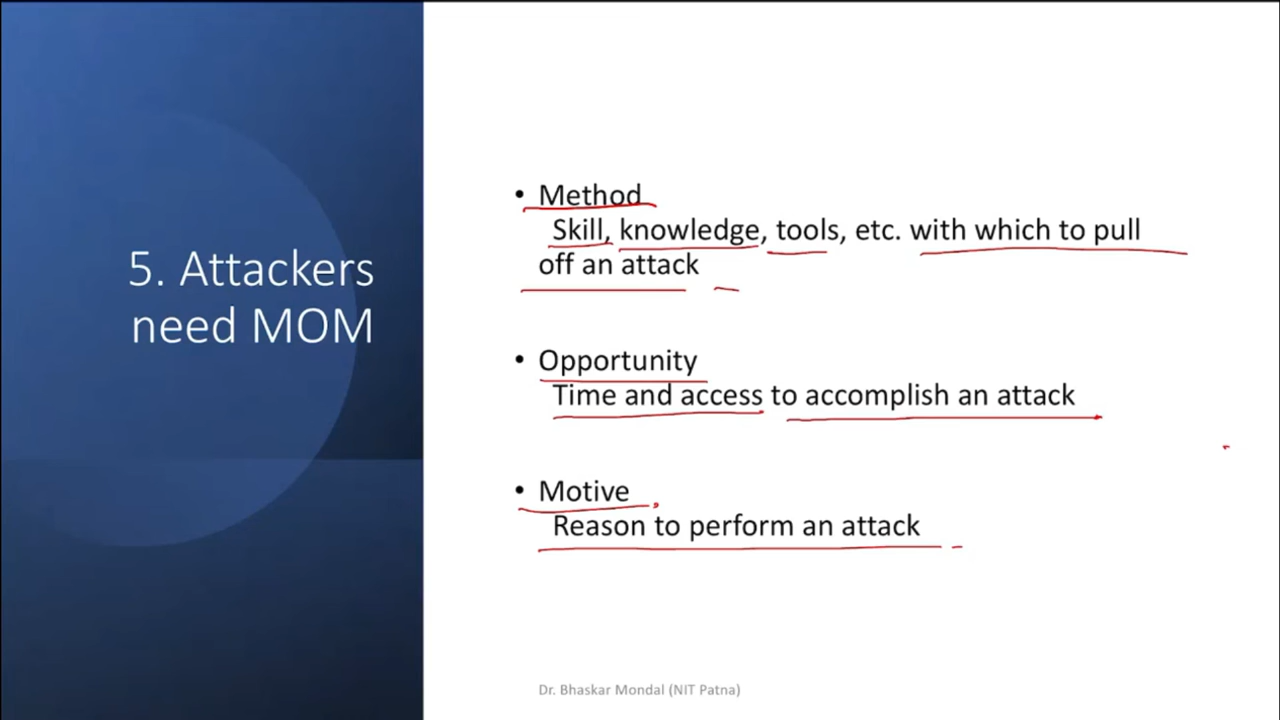 5. Attackers
need MOM
• Method
Skill, knowledge, tools, etc. with which to pull
off an attack
• Opportunity
Time and access to accomplish an attack
• Motive
Reason to perform an attack
Dr. Bhaskar Mondal (NIT Patna)